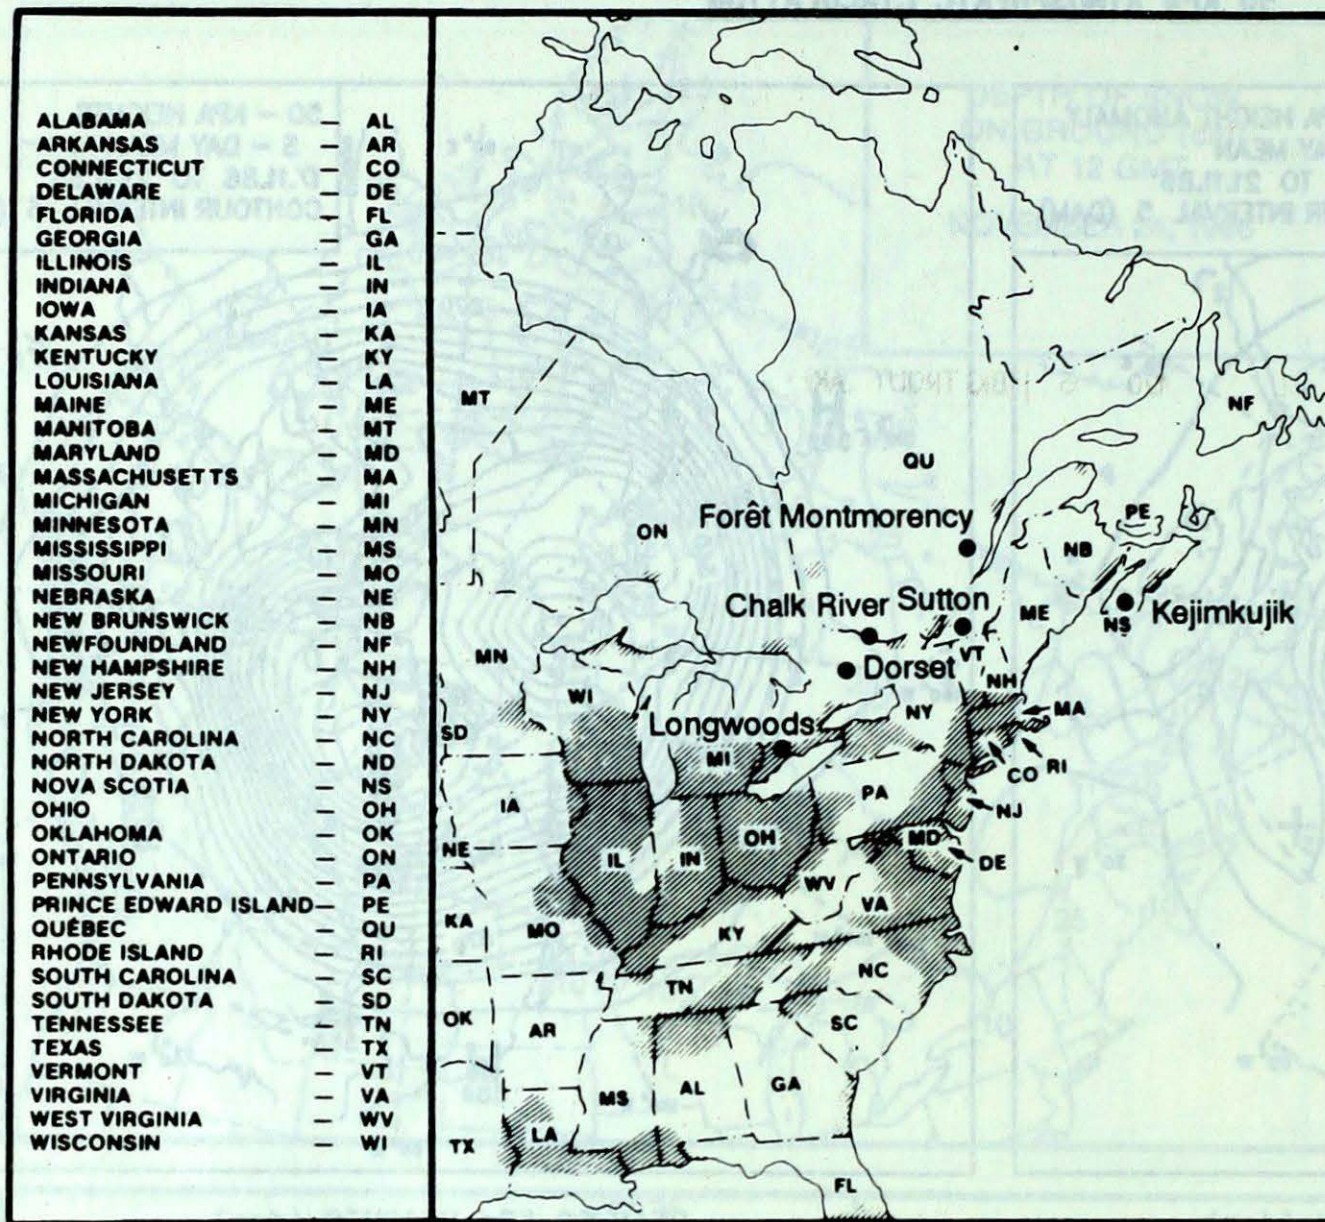 ALABAMA – AL
ARKANSAS – AR
CONNECTICUT – CO
DELAWARE – DE
FLORIDA – FL
GEORGIA – GA
ILLINOIS – IL
INDIANA – IN
IOWA – IA
KANSAS – KA
KENTUCKY – KY
LOUISIANA – LA
MAINE – ME
MANITOBA – MT
MARYLAND – MD
MASSACHUSETTS – MA
MICHIGAN – MI
MINNESOTA – MN
MISSISSIPPI – MS
MISSOURI – MO
NEBRASKA – NE
NEW BRUNSWICK – NB
NEWFOUNDLAND – NF
NEW HAMPSHIRE – NH
NEW JERSEY – NJ
NEW YORK – NY
NORTH CAROLINA – NC
NORTH DAKOTA – ND
NOVA SCOTIA – NS
OHIO – OH
OKLAHOMA – OK
ONTARIO – ON
PENNSYLVANIA – PA
PRINCE EDWARD ISLAND – PE
QUÉBEC – QU
RHODE ISLAND – RI
SOUTH CAROLINA – SC
SOUTH DAKOTA – SD
TENNESSEE – TN
TEXAS – TX
VERMONT – VT
VIRGINIA – VA
WEST VIRGINIA – WV
WISCONSIN – WI
MT
NF
QU
Forêt Montmorency
PE
ON
NB
Chalk River
Sutton
ME
NS
Kejimkujik
MN
VT
Dorset
NH
WI
NY
MA
SD
Longwoods
MI
CO
RI
IA
PA
NJ
NE
IL
IN
OH
MD
DE
WV
VA
KA
MO
KY
NC
TN
OK
AR
SC
MS
AL
GA
LA
TX
FL